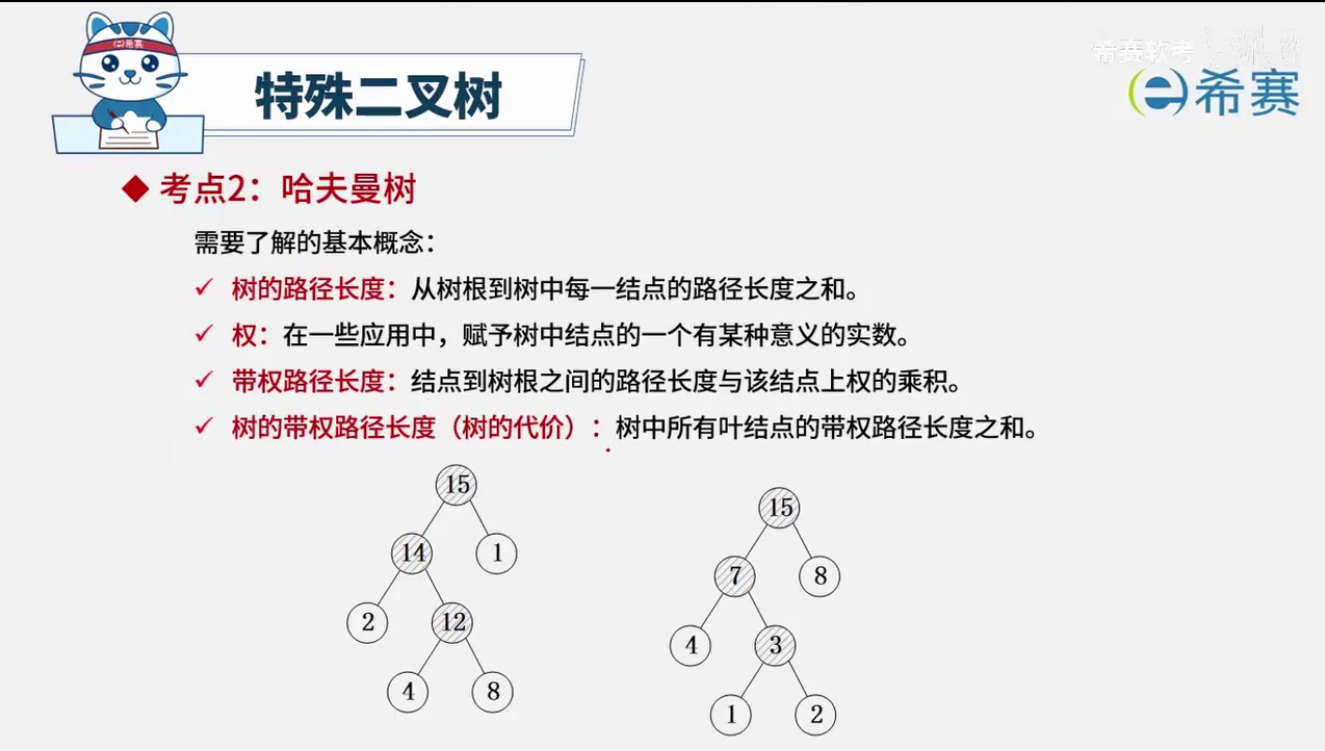 希赛
特殊二叉树
希赛软考
希赛
考点2：哈夫曼树
需要了解的基本概念：
树的路径长度：从树根到树中每一结点的路径长度之和。
权：在一些应用中，赋予树中结点的一个有某种意义的实数。
带权路径长度：结点到树根之间的路径长度与该结点上权的乘积。
树的带权路径长度（树的代价）：树中所有叶结点的带权路径长度之和。
15
14 1
2 12
4 8
15
7 8
4 3
1 2